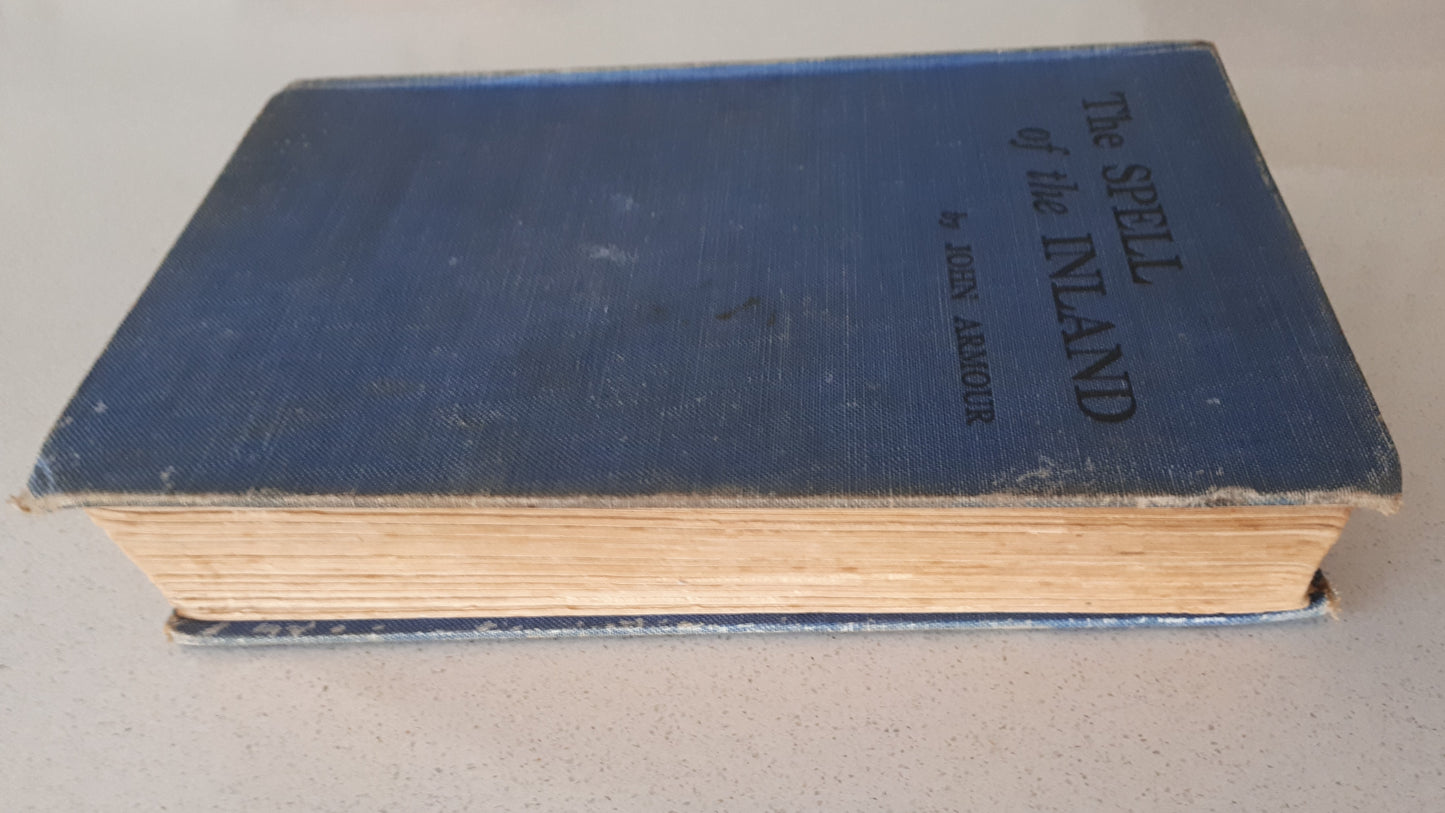 The SPELL
of the INLAND
by JOHN ARMOUR